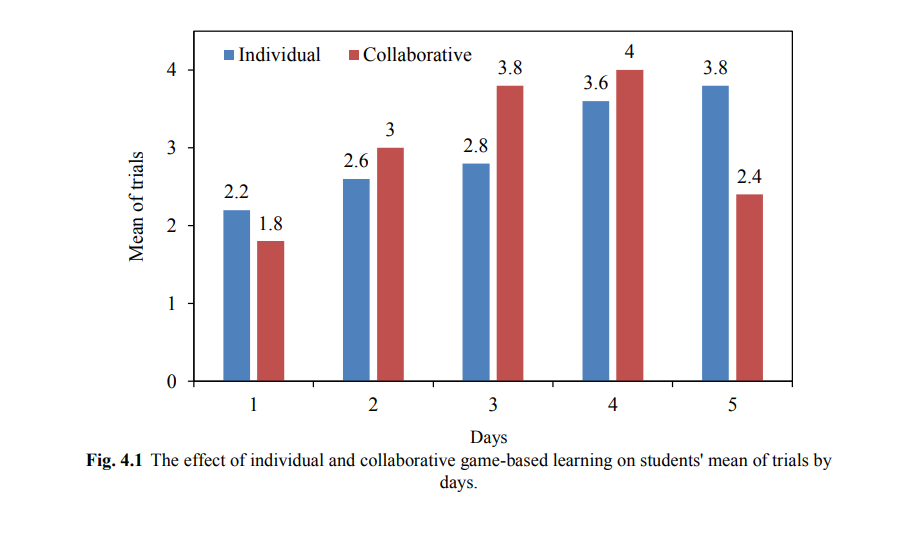 Individual Collaborative
Mean of trials
4
3
2
1
0
2.2
1.8
2.6
3
2.8
3.8
3.6
4
3.8
2.4
1 2 3 4 5
Days
Fig. 4.1 The effect of individual and collaborative game-based learning on students' mean of trials by
days.